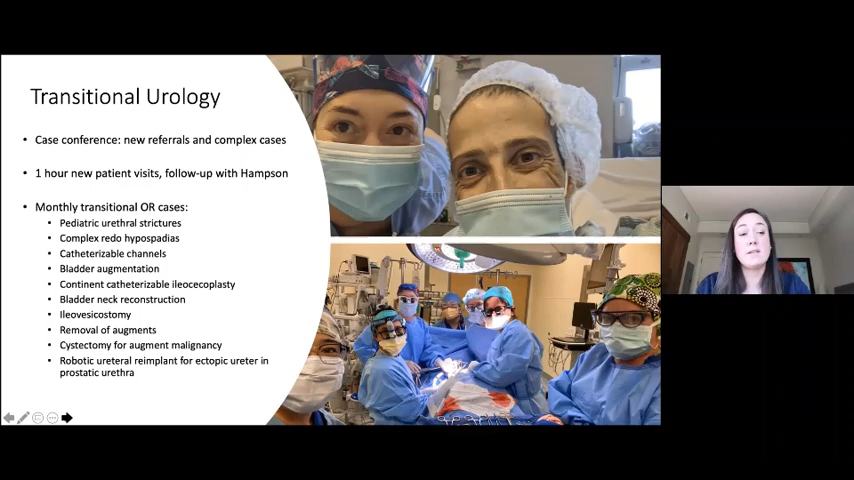 Transitional Urology
• Case conference: new referrals and complex cases
• 1 hour new patient visits, follow-up with Hampson
• Monthly transitional OR cases:
• Pediatric urethral strictures
• Complex redo hypospadias
• Catheterizable channels
• Bladder augmentation
• Continent catheterizable ileocecoplasty
• Bladder neck reconstruction
• Ileovesicostomy
• Removal of augments
• Cystectomy for augment malignancy
• Robotic ureteral reimplant for ectopic ureter in
prostatic urethra